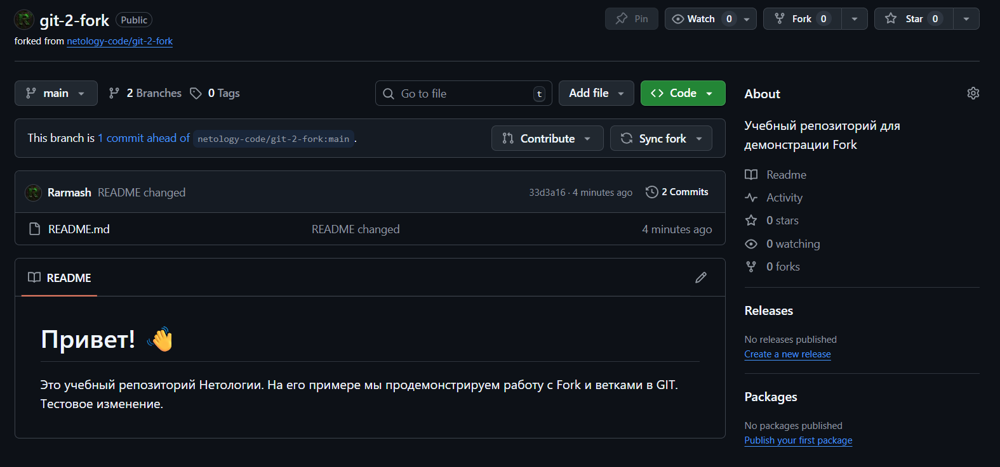 git-2-fork Public
Pin
Watch 0
Fork 0
Star 0
forked from netology-code/git-2-fork
main
2 Branches
0 Tags
Go to file t
Add file
Code
This branch is 1 commit ahead of netology-code/git-2-fork:main.
Contribute
Sync fork
Rarmash README changed
33d3a16 · 4 minutes ago
2 Commits
README.md
README changed
4 minutes ago
README
Привет! 👋
Это учебный репозиторий Нетологии. На его примере мы продемонстрируем работу с Fork и ветками в GIT.
Тестовое изменение.
About
Учебный репозиторий для
демонстрации Fork
Readme
Activity
0 stars
0 watching
0 forks
Releases
No releases published
Create a new release
Packages
No packages published
Publish your first package